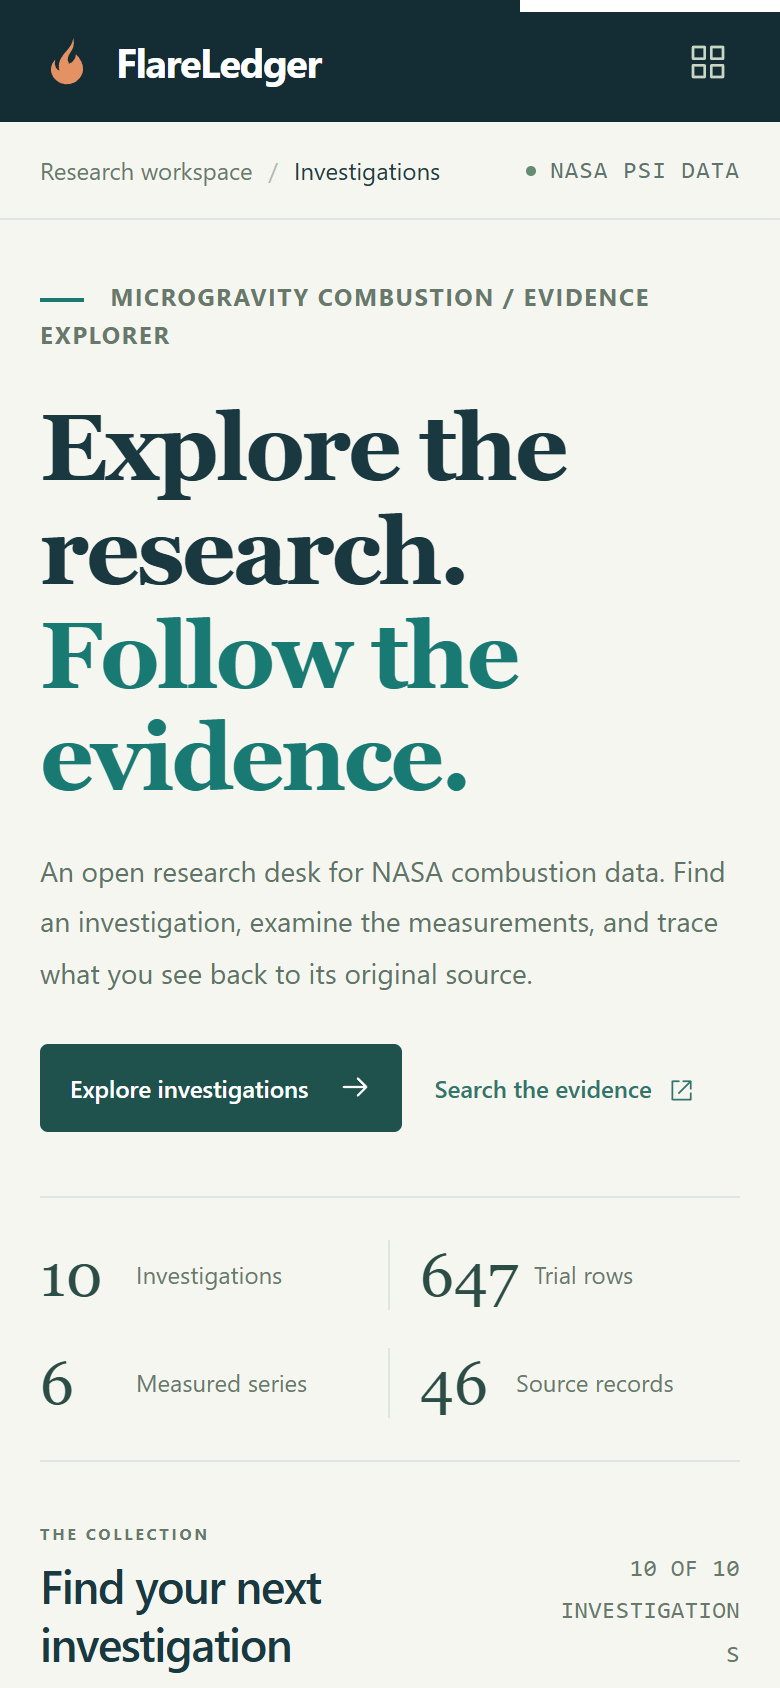 FlareLedger
Research workspace / Investigations
NASA PSI DATA
MICROGRAVITY COMBUSTION / EVIDENCE
EXPLORER
Explore the
research.
Follow the
evidence.
An open research desk for NASA combustion data. Find
an investigation, examine the measurements, and trace
what you see back to its original source.
Explore investigations
Search the evidence
10 Investigations
647 Trial rows
6 Measured series
46 Source records
THE COLLECTION
Find your next
investigation
10 OF 10
INVESTIGATION
S